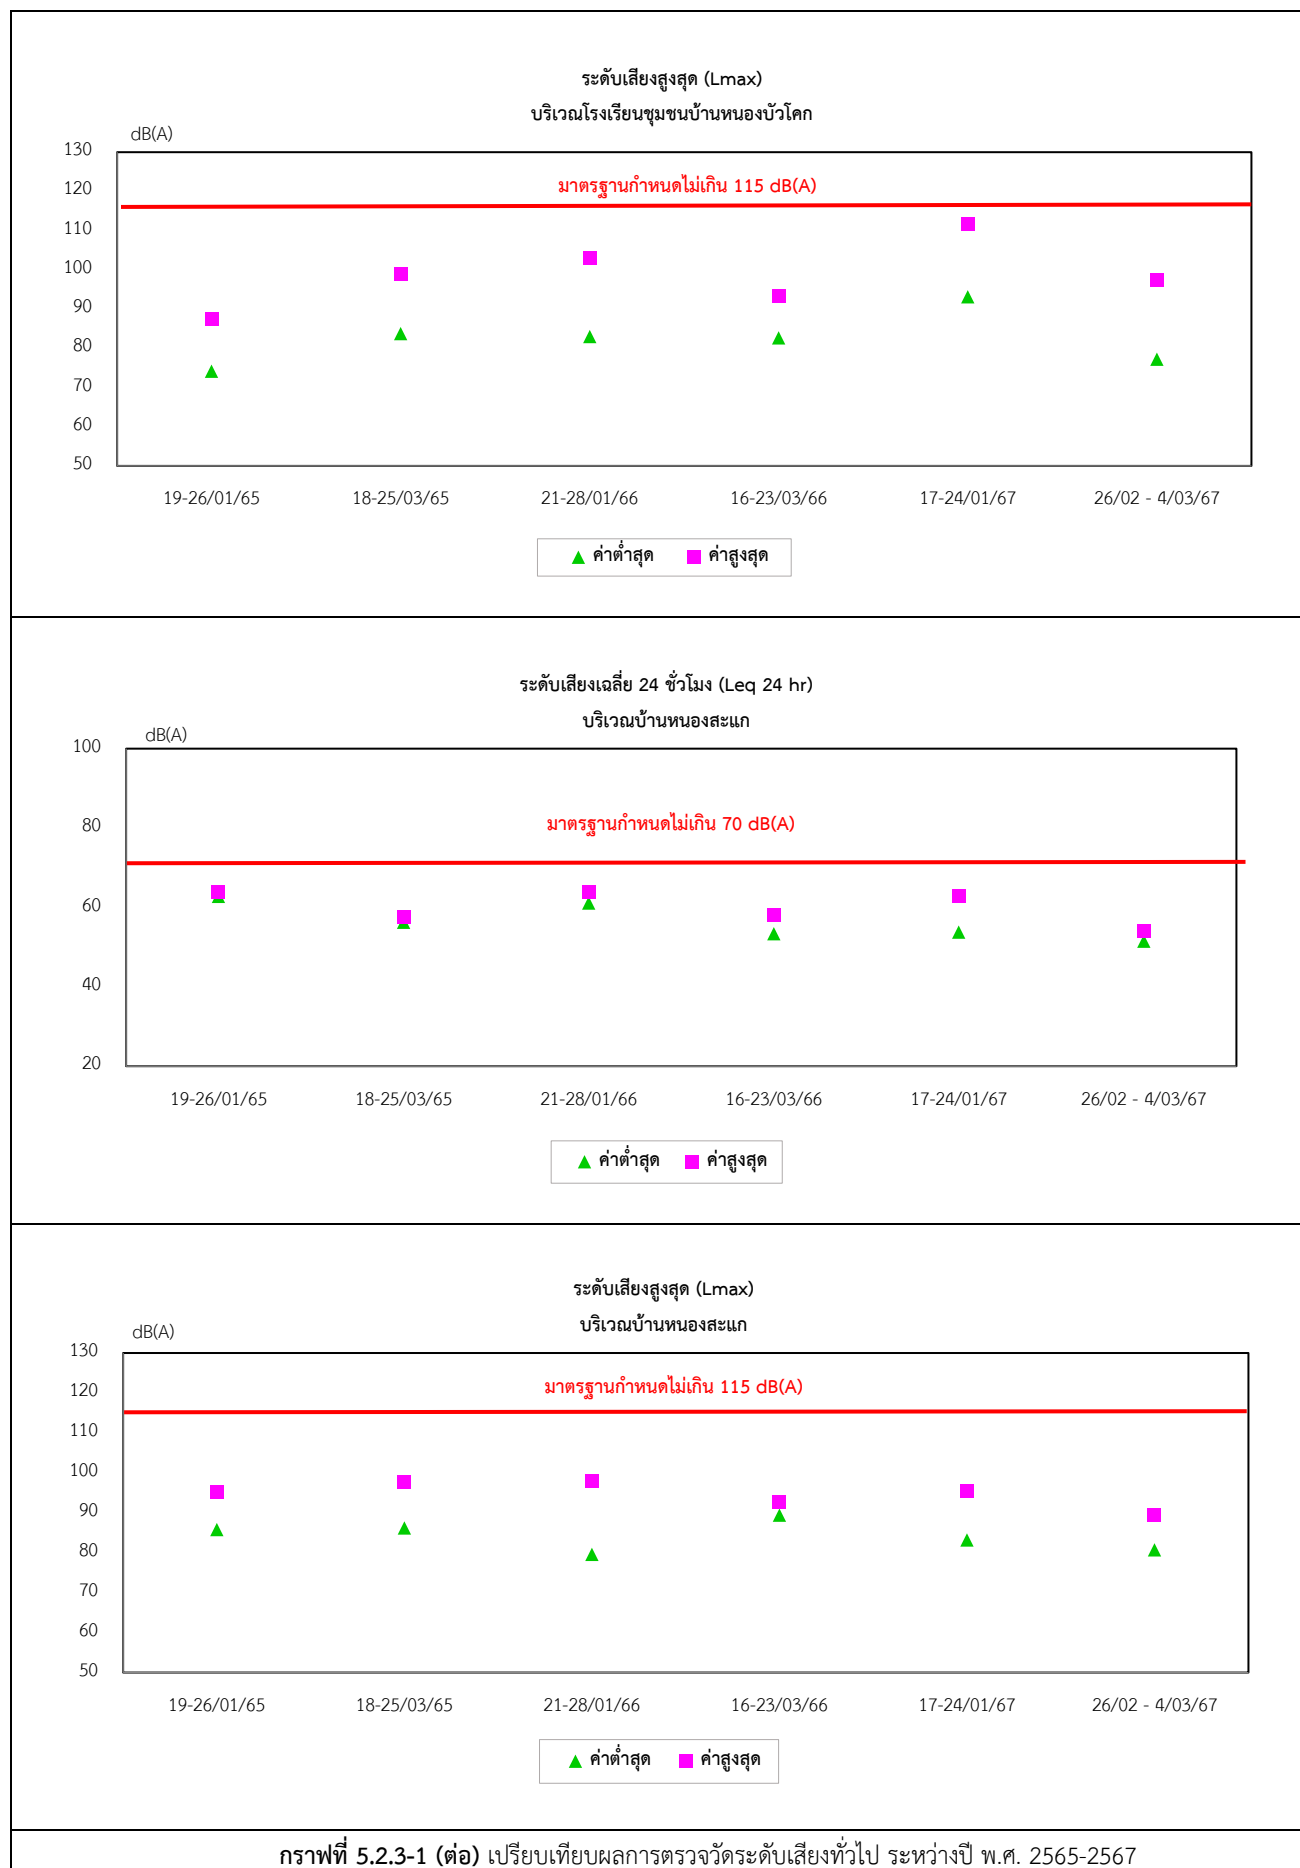 ระดับเสียงสูงสุด (Lmax)
บริเวณโรงเรียนชุมชนบ้านหนองบัวโคก
dB(A)
130
120
110
100
90
80
70
60
50
มาตรฐานกำหนดไม่เกิน 115 dB(A)
19-26/01/65 18-25/03/65 21-28/01/66 16-23/03/66 17-24/01/67 26/02 - 4/03/67
ค่าต่ำสุด ค่าสูงสุด
ระดับเสียงเฉลี่ย 24 ชั่วโมง (Leq 24 hr)
บริเวณบ้านหนองสะแก
dB(A)
100
80
60
40
20
มาตรฐานกำหนดไม่เกิน 70 dB(A)
19-26/01/65 18-25/03/65 21-28/01/66 16-23/03/66 17-24/01/67 26/02 - 4/03/67
ค่าต่ำสุด ค่าสูงสุด
ระดับเสียงสูงสุด (Lmax)
บริเวณบ้านหนองสะแก
dB(A)
130
120
110
100
90
80
70
60
50
มาตรฐานกำหนดไม่เกิน 115 dB(A)
19-26/01/65 18-25/03/65 21-28/01/66 16-23/03/66 17-24/01/67 26/02 - 4/03/67
ค่าต่ำสุด ค่าสูงสุด
กราฟที่ 5.2.3-1 (ต่อ) เปรียบเทียบผลการตรวจวัดระดับเสียงทั่วไป ระหว่างปี พ.ศ. 2565-2567